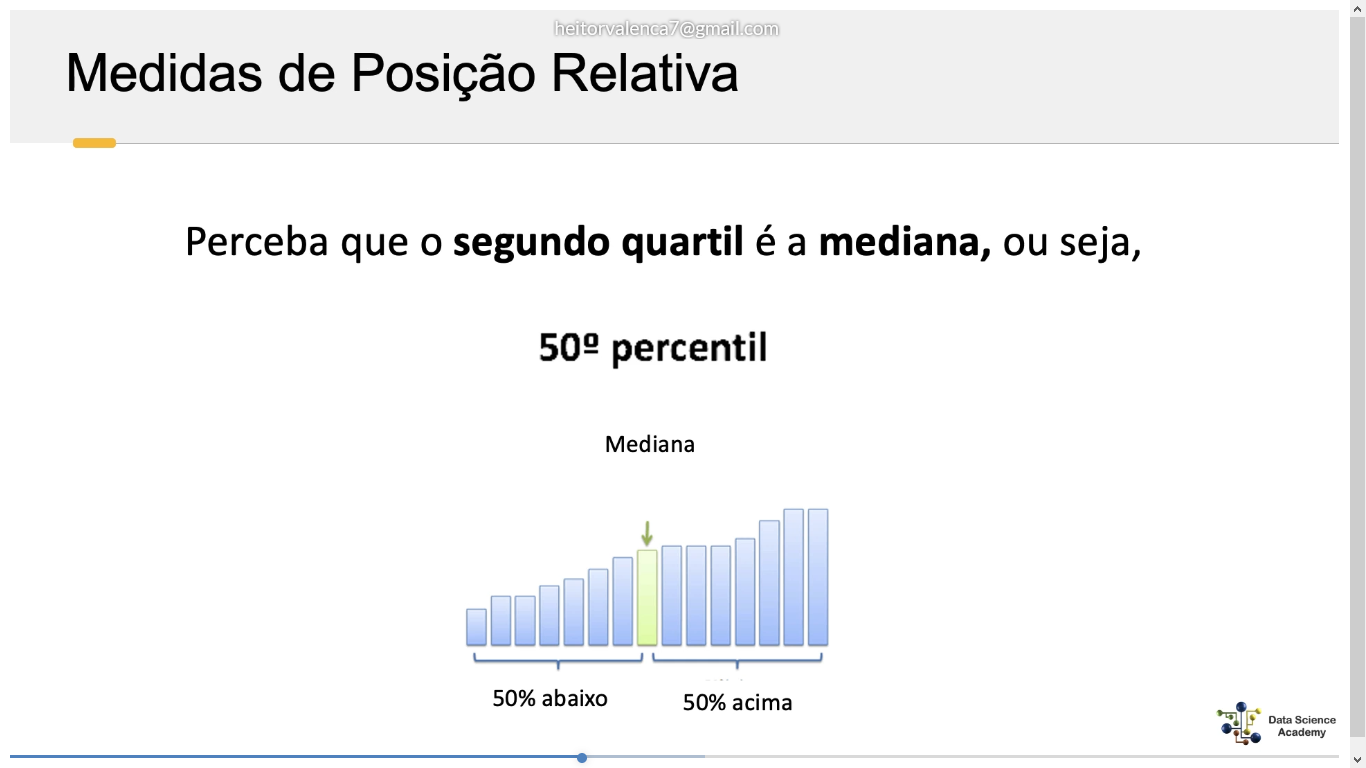 heitorvalenca7@gmail.com
Medidas de Posição Relativa
Perceba que o segundo quartil é a mediana, ou seja,
50º percentil
Mediana
50% abaixo
50% acima
Data Science
Academy